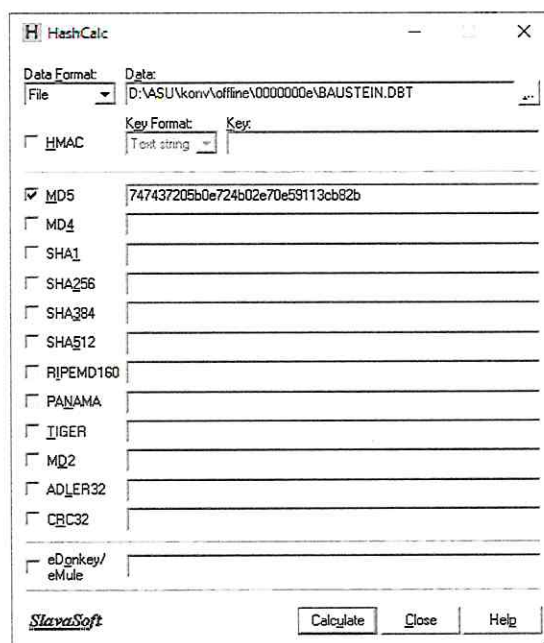 H HashCalc
Data Format: Data:
File D:\ASU\konv\offline\0000000e\BAUSTEIN.DBT ...
Key Format: Key:
HMAC Text string
MD5 747437205b0e724b02e70e59113cb82b
MD4
SHA1
SHA256
SHA384
SHA512
RIPEMD160
PANAMA
TIGER
MD2
ADLER32
CRC32
eDonkey/
eMule
SlavaSoft Calculate Close Help